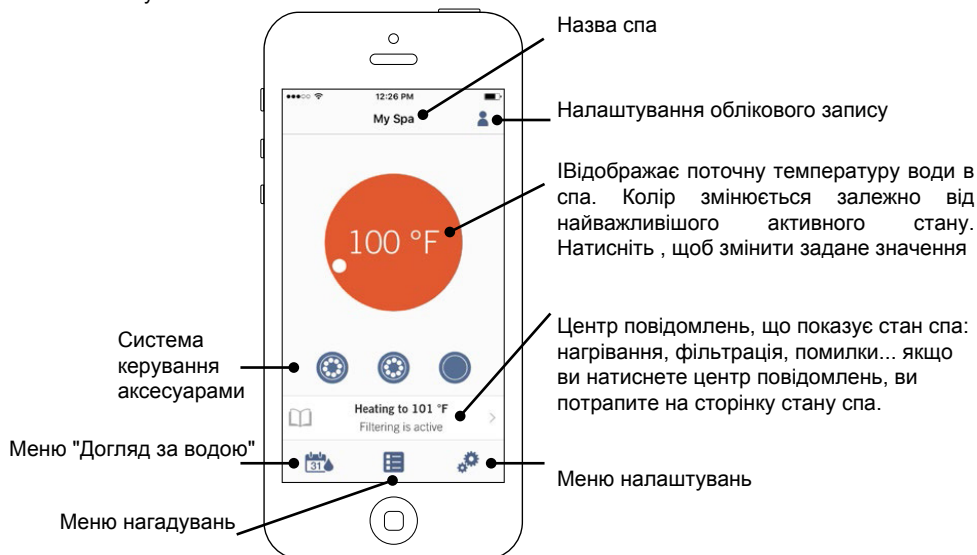 Назва спа
12:26 PM
My Spa
Налаштування облікового запису
ІВідображає поточну температуру води в
спа. Колір змінюється залежно від
найважливішого активного стану.
Натисніть , щоб змінити задане значення
100 °F
Система
керування
аксесуарами
Центр повідомлень, що показує стан спа:
нагрівання, фільтрація, помилки... якщо
ви натиснете центр повідомлень, ви
потрапите на сторінку стану спа.
Heating to 101 °F
Filtering is active
Меню "Догляд за водою"
31
Меню налаштувань
Меню нагадувань